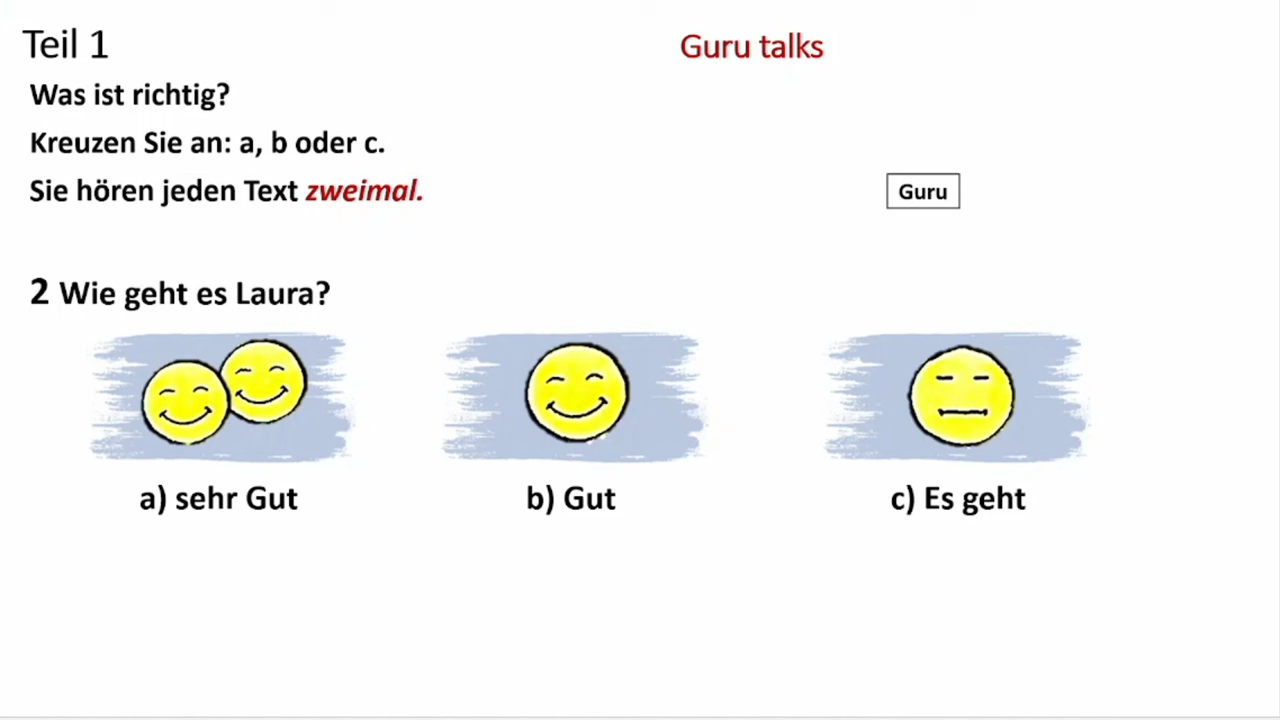 Teil 1
Guru talks
Was ist richtig?
Kreuzen Sie an: a, b oder c.
Sie hören jeden Text zweimal.
Guru
2 Wie geht es Laura?
a) sehr Gut
b) Gut
c) Es geht